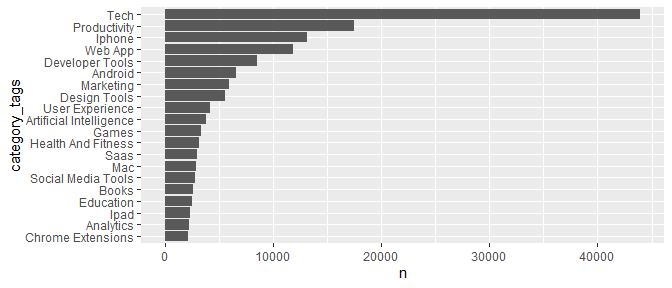 category_tags
Tech
Productivity
Iphone
Web App
Developer Tools
Android
Marketing
Design Tools
User Experience
Artificial Intelligence
Games
Health And Fitness
Saas
Mac
Social Media Tools
Books
Education
Ipad
Analytics
Chrome Extensions
0 10000 20000 30000 40000
n